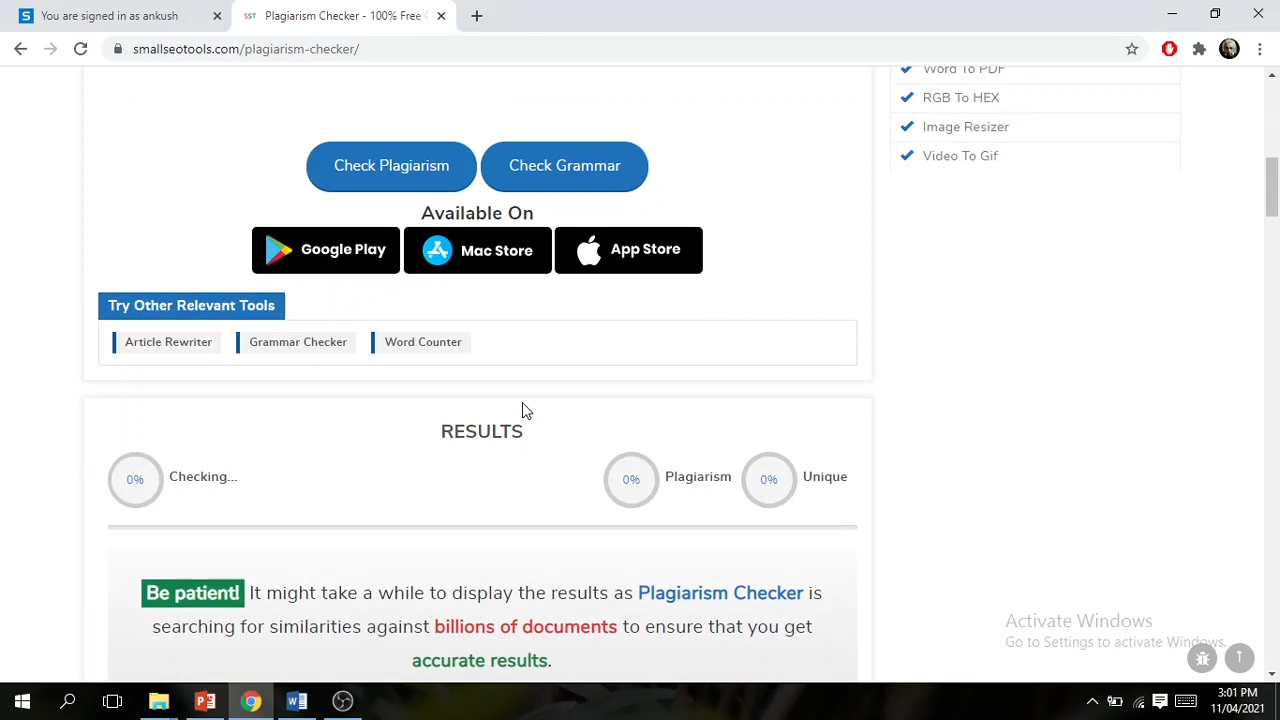 You are signed in as ankush
SST Plagiarism Checker - 100% Free
smallseotools.com/plagiarism-checker/
Word To PDF
RGB To HEX
Image Resizer
Video To Gif
Check Plagiarism
Check Grammar
Available On
Google Play
Mac Store
App Store
Try Other Relevant Tools
Article Rewriter
Grammar Checker
Word Counter
RESULTS
0% Checking...
0% Plagiarism
0% Unique
Be patient! It might take a while to display the results as Plagiarism Checker is
searching for similarities against billions of documents to ensure that you get
accurate results.
Activate Windows
Go to Settings to activate Windows.
3:01 PM
11/04/2021